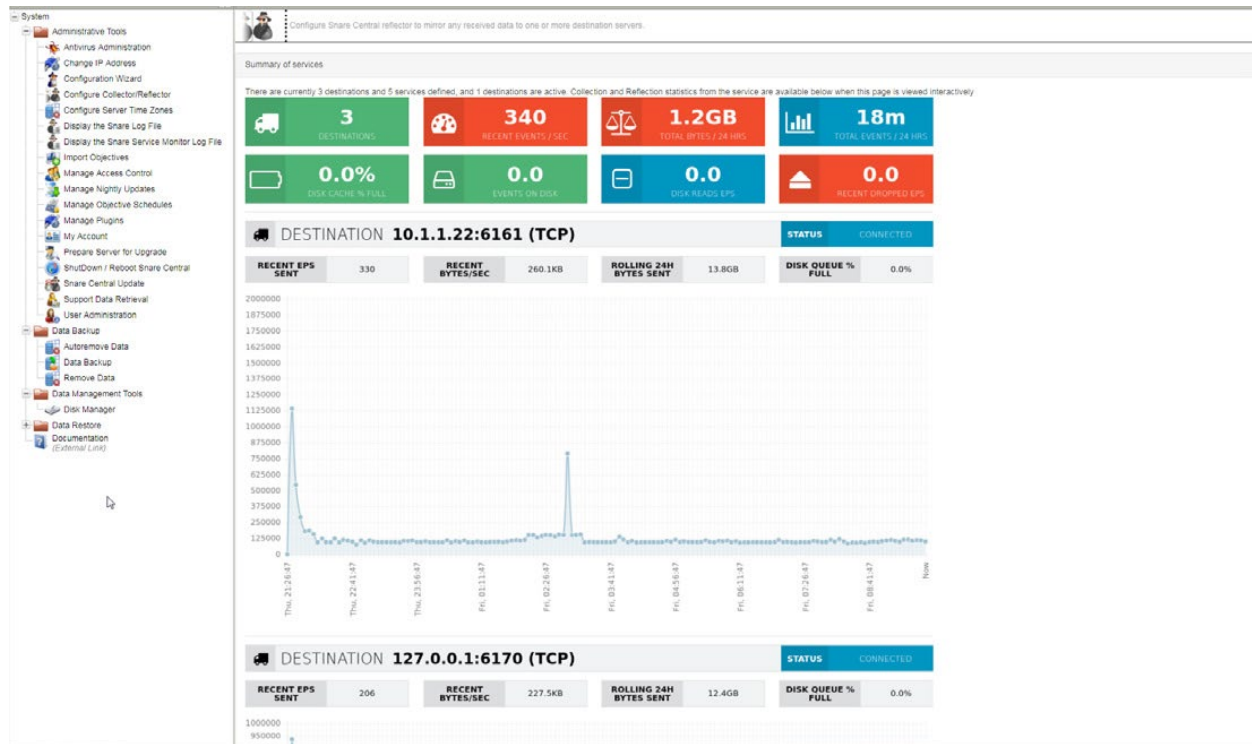 System
Administrative Tools
Antivirus Administration
Change IP Address
Configuration Wizard
Configure Collector/Reflector
Configure Server Time Zones
Display the Snare Log File
Display the Snare Service Monitor Log File
Import Objectives
Manage Access Control
Manage Nightly Updates
Manage Objective Schedules
Manage Plugins
My Account
Prepare Server for Upgrade
ShutDown / Reboot Snare Central
Snare Central Update
Support Data Retrieval
User Administration
Data Backup
Autoremove Data
Data Backup
Remove Data
Data Management Tools
Disk Manager
Data Restore
Documentation
(External Link)
Configure Snare Central reflector to mirror any received data to one or more destination servers.
Summary of services
There are currently 3 destinations and 5 services defined, and 1 destinations are active. Collection and Reflection statistics from the service are available below when this page is viewed interactively
3
DESTINATIONS
340
RECENT EVENTS / SEC
1.2GB
TOTAL BYTES / 24 HRS
18m
TOTAL EVENTS / 24 HRS
0.0%
DISK CACHE % FULL
0.0
EVENTS ON DISK
0.0
DISK READS EPS
0.0
RECENT DROPPED EPS
DESTINATION 10.1.1.22:6161 (TCP)
STATUS CONNECTED
RECENT EPS SENT 330
RECENT BYTES/SEC 260.1KB
ROLLING 24H BYTES SENT 13.8GB
DISK QUEUE % FULL 0.0%
2000000
1875000
1750000
1625000
1500000
1375000
1250000
1125000
1000000
875000
750000
625000
500000
375000
250000
125000
0
Thu, 21:26:47
Thu, 22:41:47
Thu, 23:56:47
Fri, 01:11:47
Fri, 02:26:47
Fri, 03:41:47
Fri, 04:56:47
Fri, 06:11:47
Fri, 07:26:47
Fri, 08:41:47
Now
DESTINATION 127.0.0.1:6170 (TCP)
STATUS CONNECTED
RECENT EPS SENT 206
RECENT BYTES/SEC 227.5KB
ROLLING 24H BYTES SENT 12.4GB
DISK QUEUE % FULL 0.0%
1000000
950000